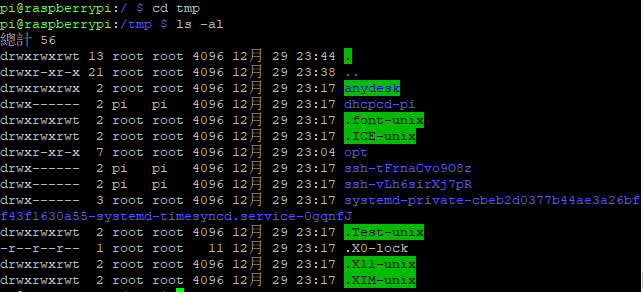 pi@raspberrypi:/ $ cd tmp
pi@raspberrypi:/tmp $ ls -al
總計 56
drwxrwxrwt 13 root root 4096 12月 29 23:44 .
drwxr-xr-x 21 root root 4096 12月 29 23:38 ..
drwxrwxrwx  2 root root 4096 12月 29 23:17 anydesk
drwx------  2 pi   pi   4096 12月 29 23:17 dhcpcd-pi
drwxrwxrwt  2 root root 4096 12月 29 23:17 .font-unix
drwxrwxrwt  2 root root 4096 12月 29 23:17 .ICE-unix
drwxr-xr-x  7 root root 4096 12月 29 23:04 opt
drwx------  2 pi   pi   4096 12月 29 23:17 ssh-tFrnaCvo9O8z
drwx------  2 pi   pi   4096 12月 29 23:17 ssh-vLh6sirXj7pR
drwx------  3 root root 4096 12月 29 23:17 systemd-private-cbeb2d0377b44ae3a26bf
f43f1630a55-systemd-timesyncd.service-0gqnfJ
drwxrwxrwt  2 root root 4096 12月 29 23:17 .Test-unix
-r--r--r--  1 root root   11 12月 29 23:17 .X0-lock
drwxrwxrwt  2 root root 4096 12月 29 23:17 .X11-unix
drwxrwxrwt  2 root root 4096 12月 29 23:17 .XIM-unix